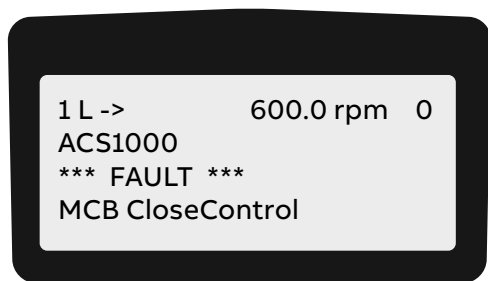 1 L -> 600.0 rpm 0
ACS1000
*** FAULT ***
MCB CloseControl